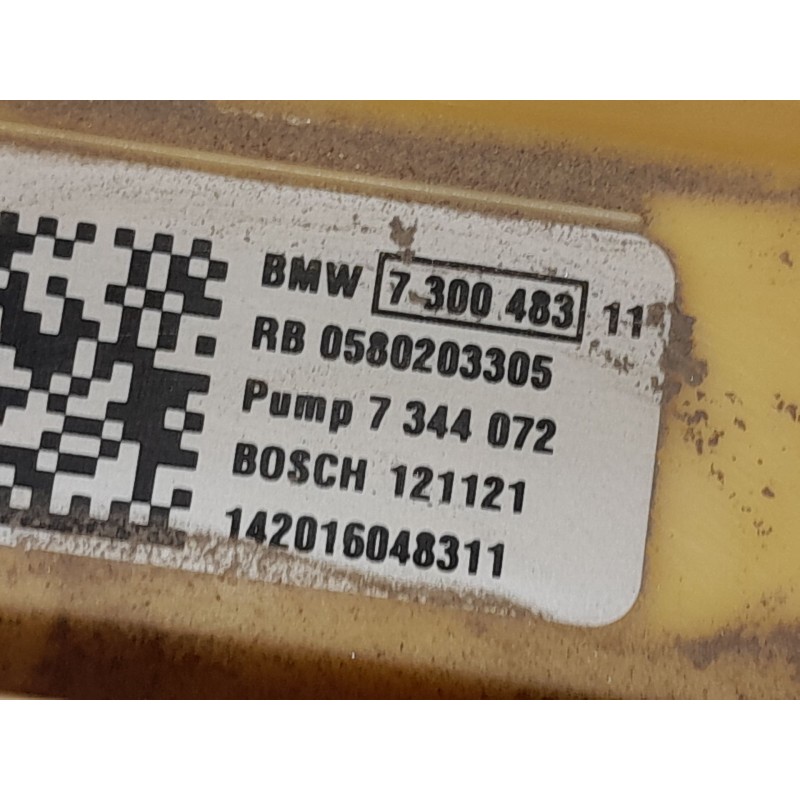 BMW 7 300 483 11
RB 0580203305
Pump 7 344 072
BOSCH 121121
142016048311